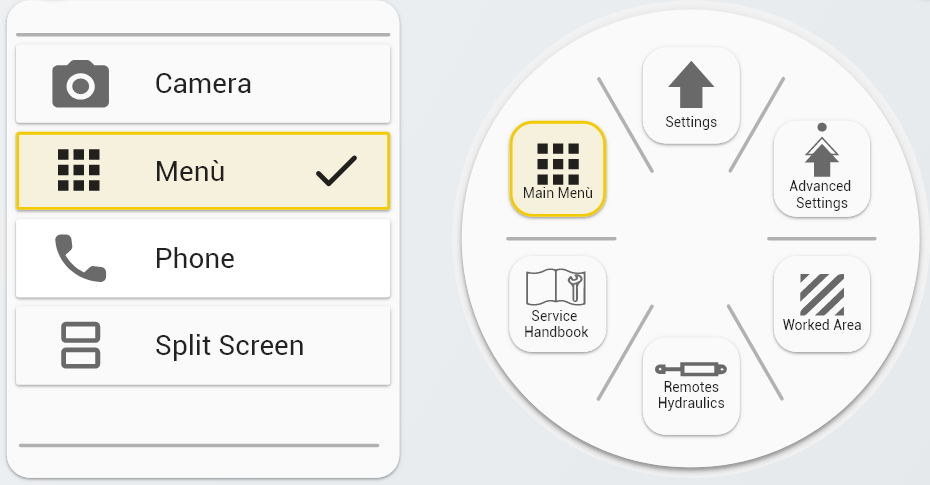 Camera
Menù
Phone
Split Screen
Settings
Main Menù
Advanced
Settings
Service
Handbook
Worked Area
Remotes
Hydraulics